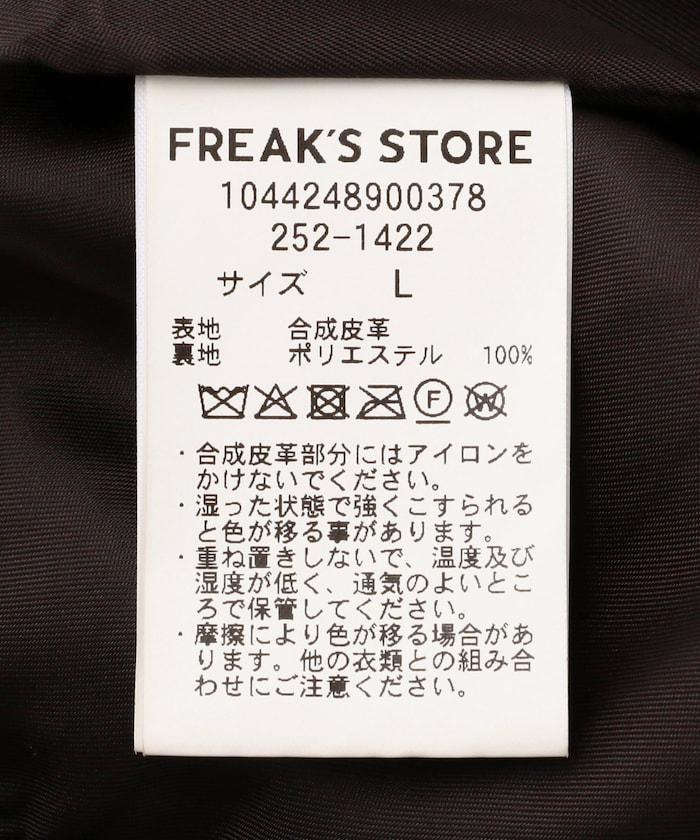 FREAK'S STORE
1044248900378
252-1422
サイズ L
表地 合成皮革
裏地 ポリエステル 100%
F W
・合成皮革部分にはアイロンを
かけないでください。
・湿った状態で強くこすられる
と色が移る事があります。
・重ね置きしないで、温度及び
湿度が低く、通気のよいとこ
ろで保管してください。
・摩擦により色が移る場合があ
ります。他の衣類との組み合
わせにご注意ください。